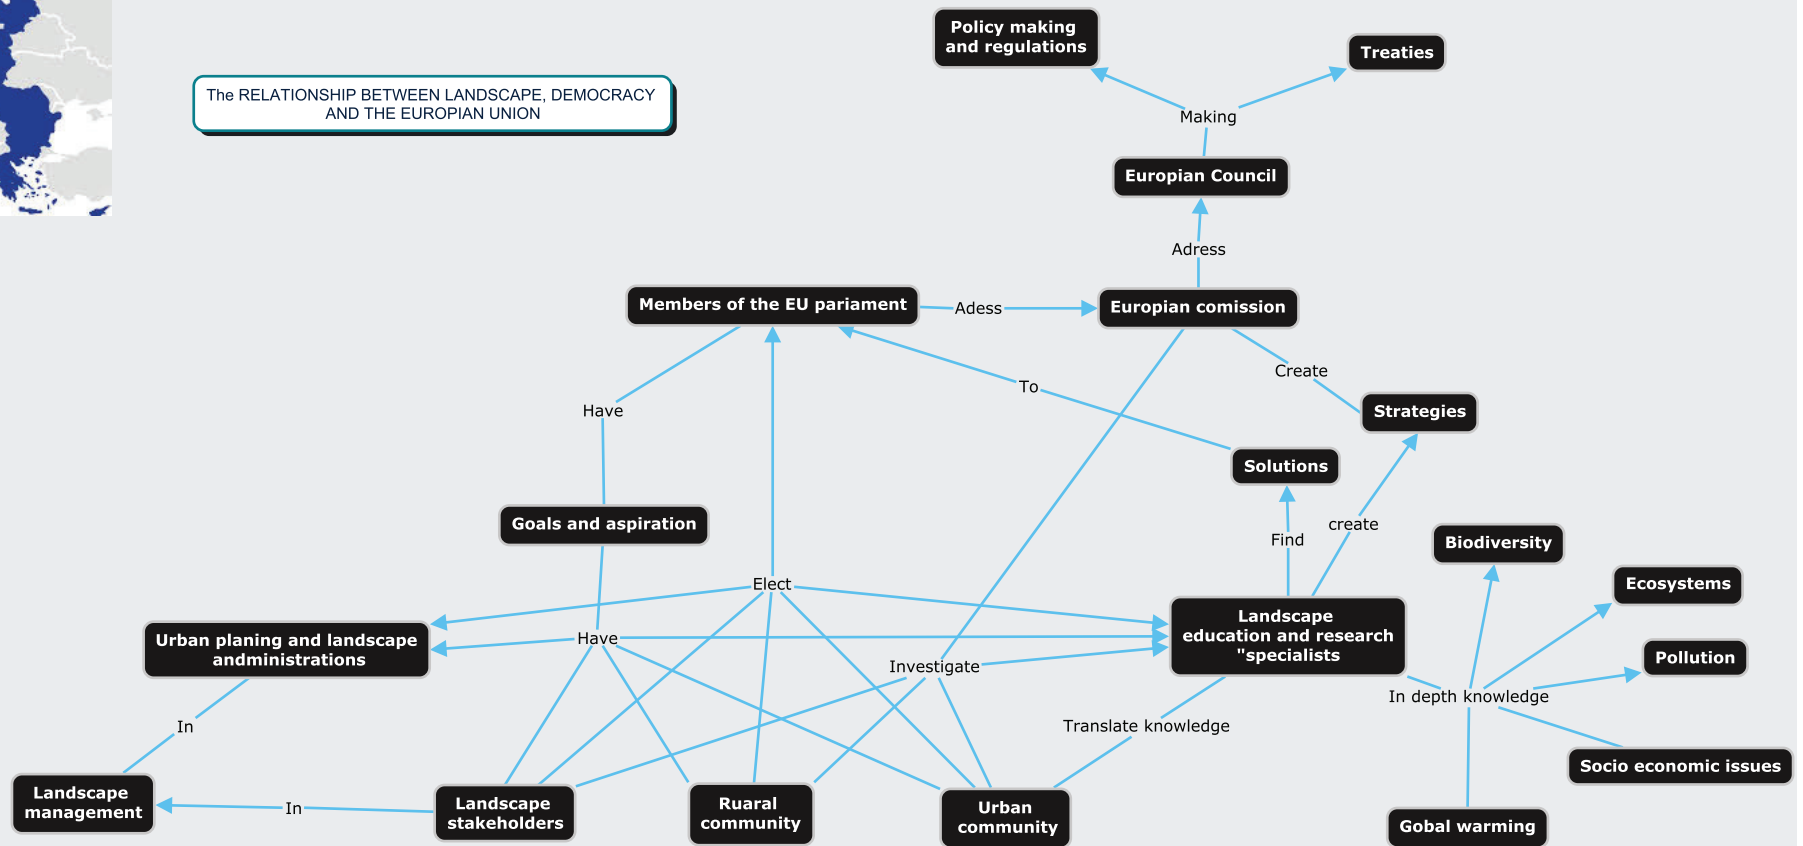 Policy making
and regulations
Treaties
The RELATIONSHIP BETWEEN LANDSCAPE, DEMOCRACY
AND THE EUROPIAN UNION
Making
Europian Council
Adress
Members of the EU pariament
Adess
Europian comission
Create
To
Have
Strategies
Solutions
Goals and aspiration
create
Find
Biodiversity
Elect
Ecosystems
Urban planing and landscape
andministrations
Have
Landscape
education and research
"specialists
Investigate
Pollution
In depth knowledge
In
Translate knowledge
Socio economic issues
Landscape
management
In
Landscape
stakeholders
Ruaral
community
Urban
community
Gobal warming